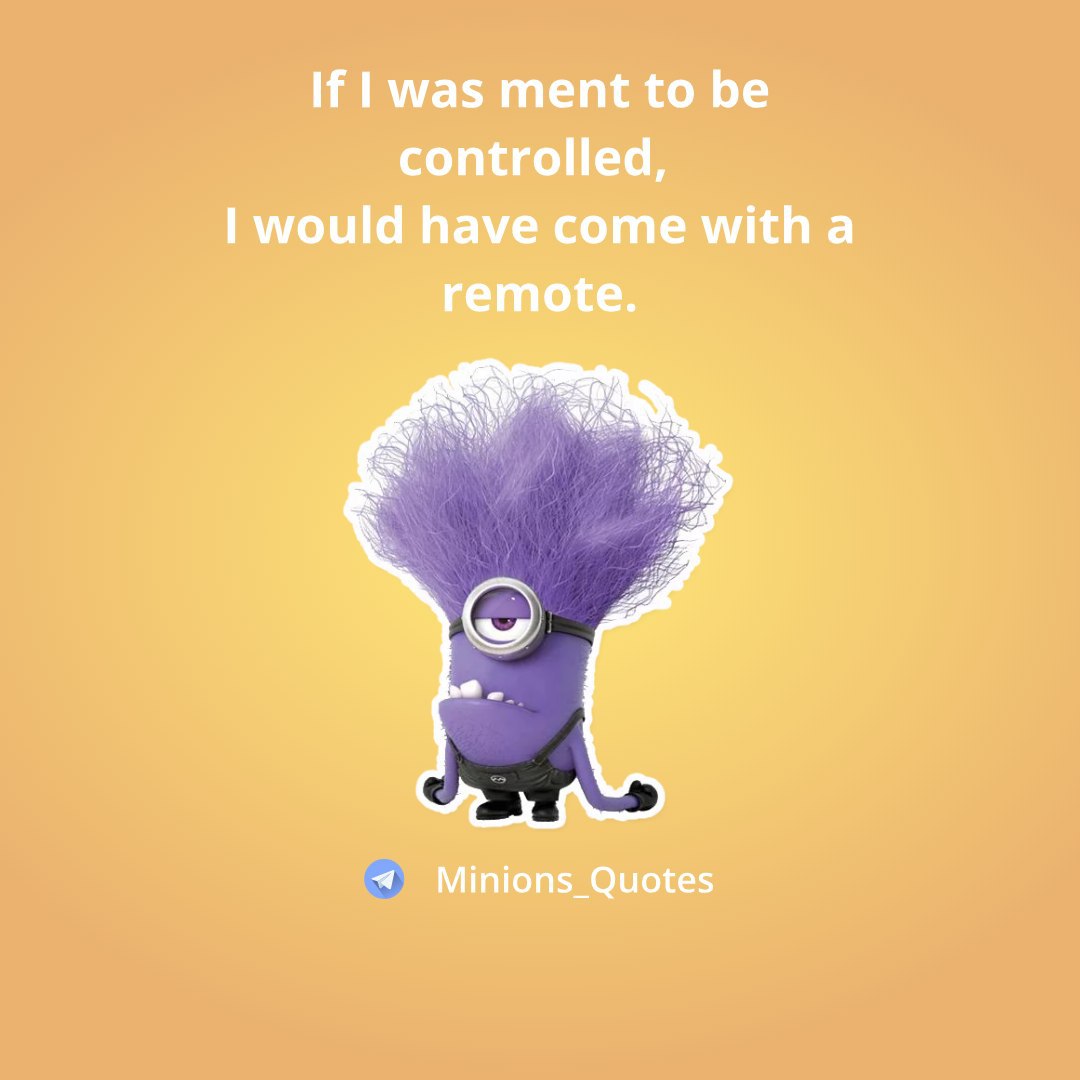 If I was ment to be
controlled,
I would have come with a
remote.
Minions_Quotes